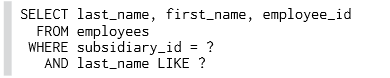 SELECT last_name, first_name, employee_id
  FROM employees
 WHERE subsidiary_id = ?
   AND last_name LIKE ?